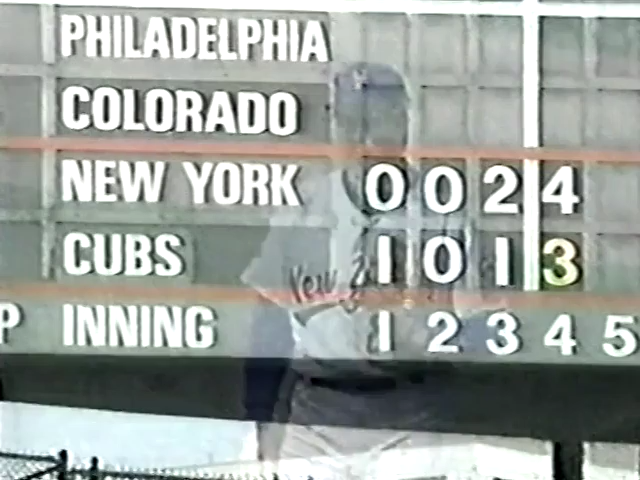 PHILADELPHIA
COLORADO
NEW YORK 0 0 2 4
CUBS 1 0 1 3
P INNING 1 2 3 4 5
New